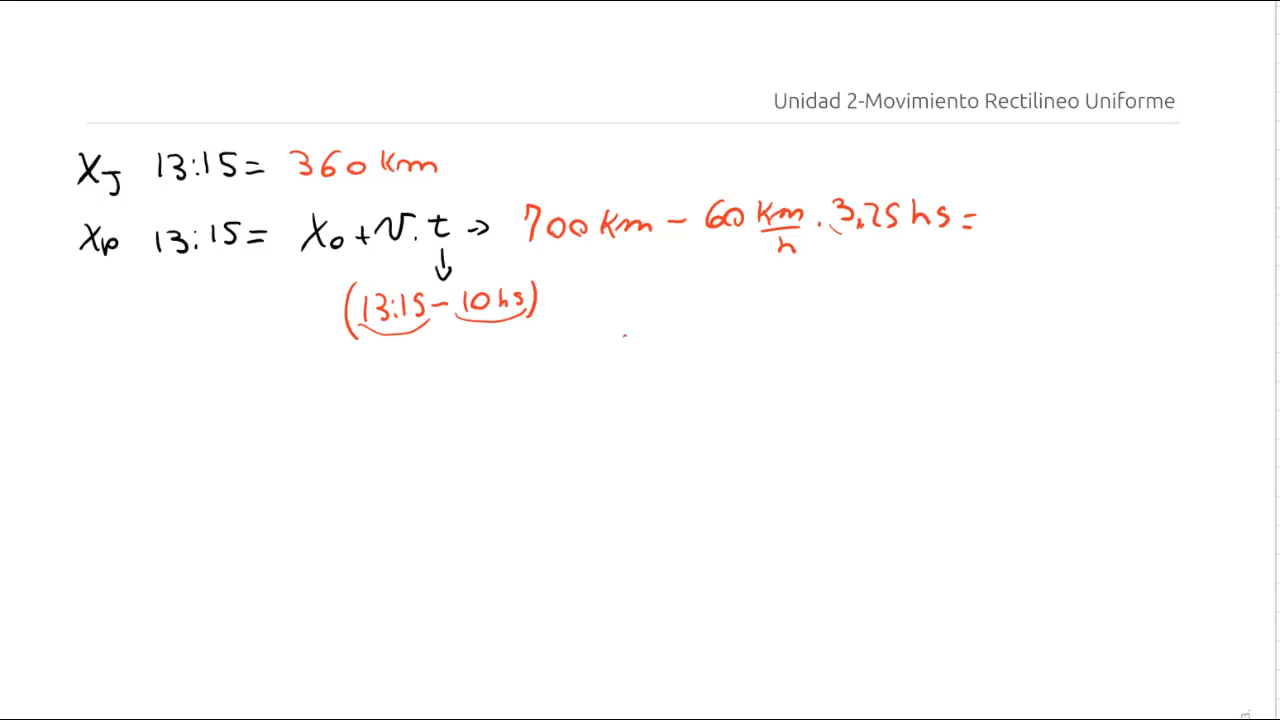 Unidad 2-Movimiento Rectilineo Uniforme
XJ 13:15 = 360 km
Xp 13:15 = X0 + V. t → 700 km - 60 km/h . 3,25 hs =
↓
(13:15 - 10 hs)
3.